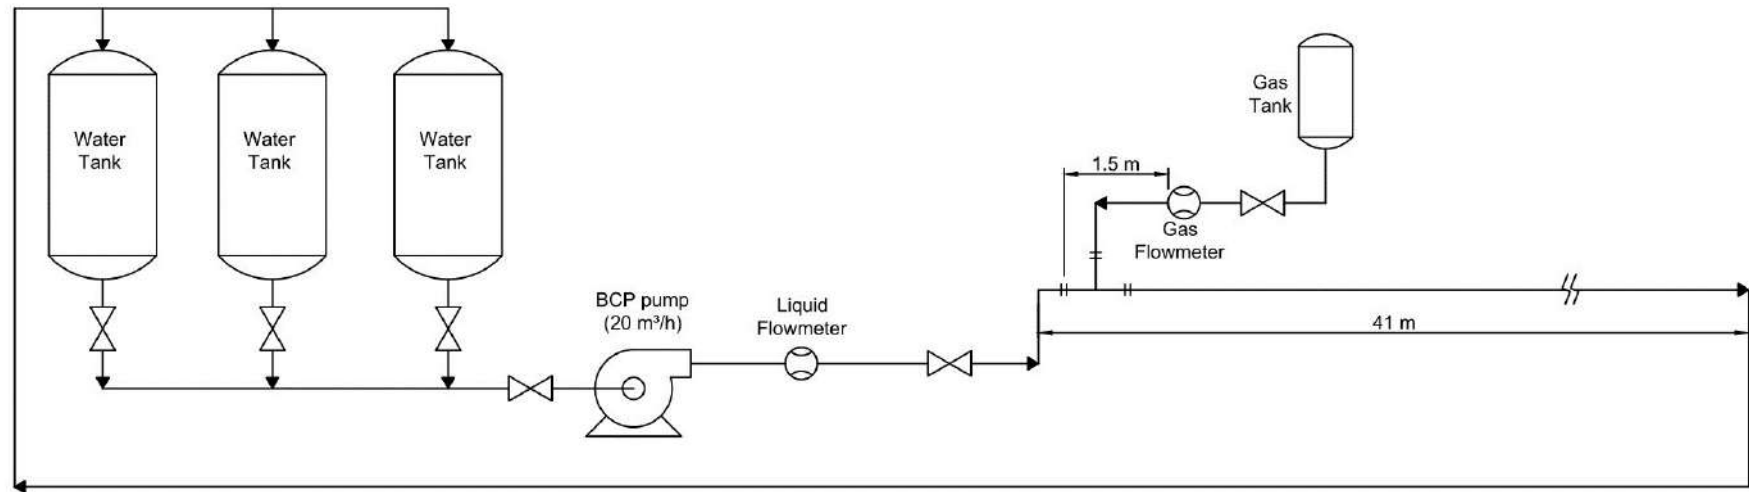 Water
Tank
Water
Tank
Water
Tank
BCP pump
(20 m³/h)
Liquid
Flowmeter
Gas
Tank
1.5 m
Gas
Flowmeter
41 m